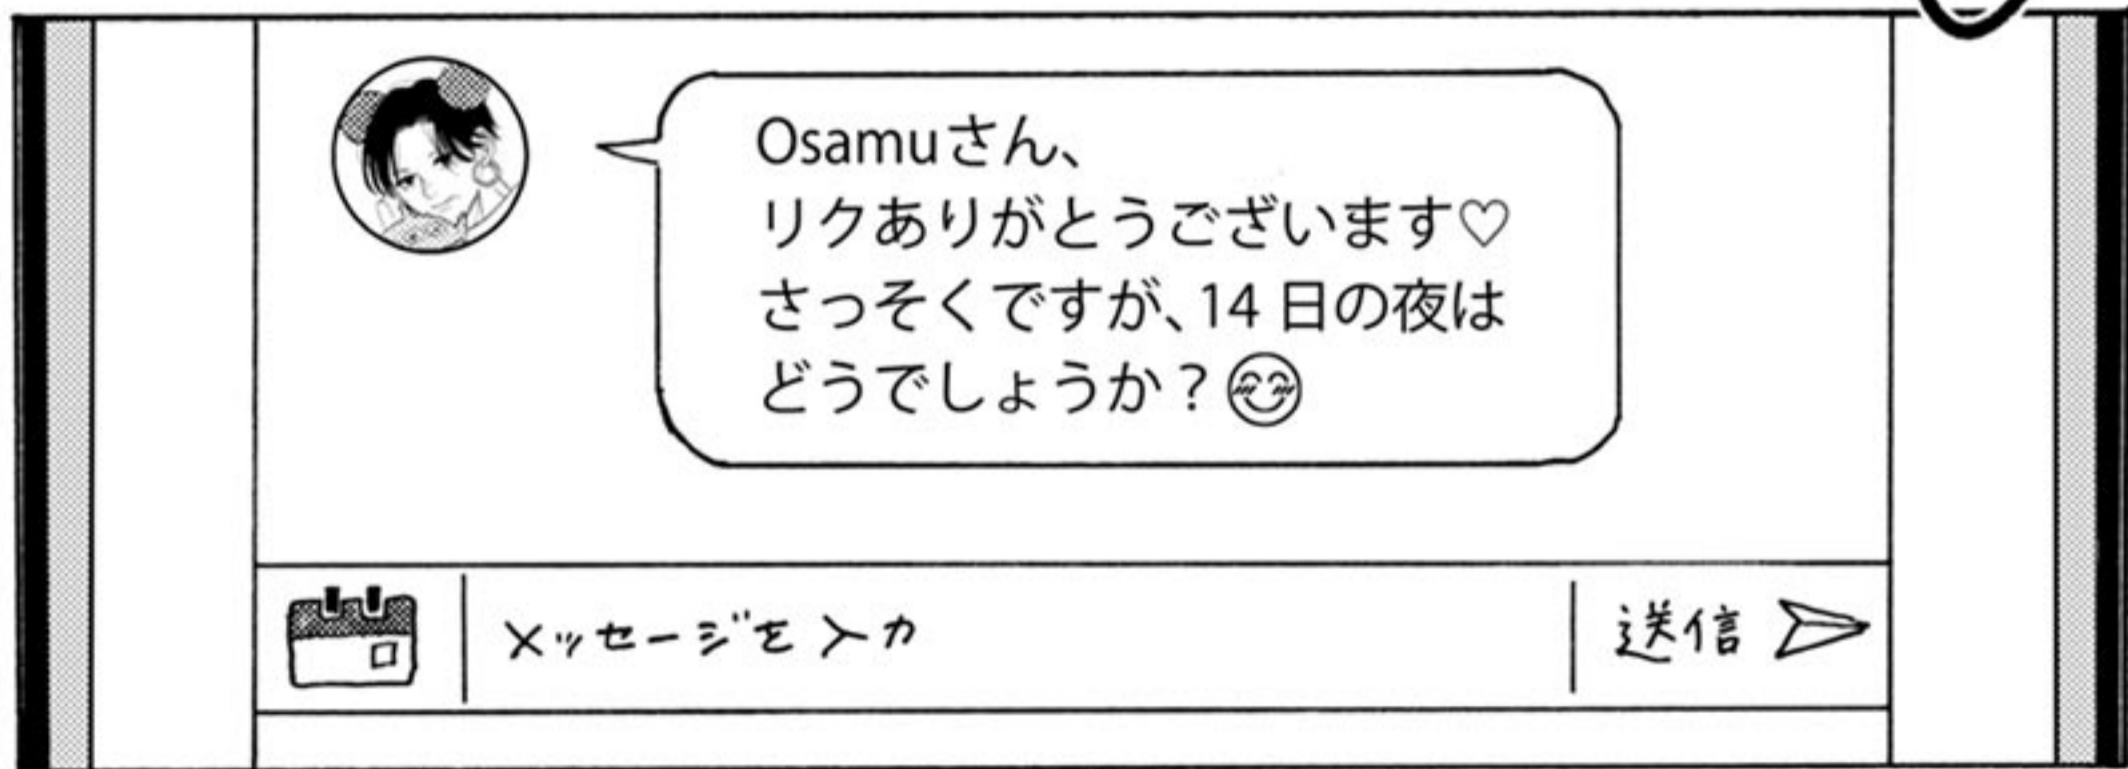 Osamuさん、
リクありがとうございます♡
さっそくですが、14日の夜は
どうでしょうか？😊
メッセージを入力
送信